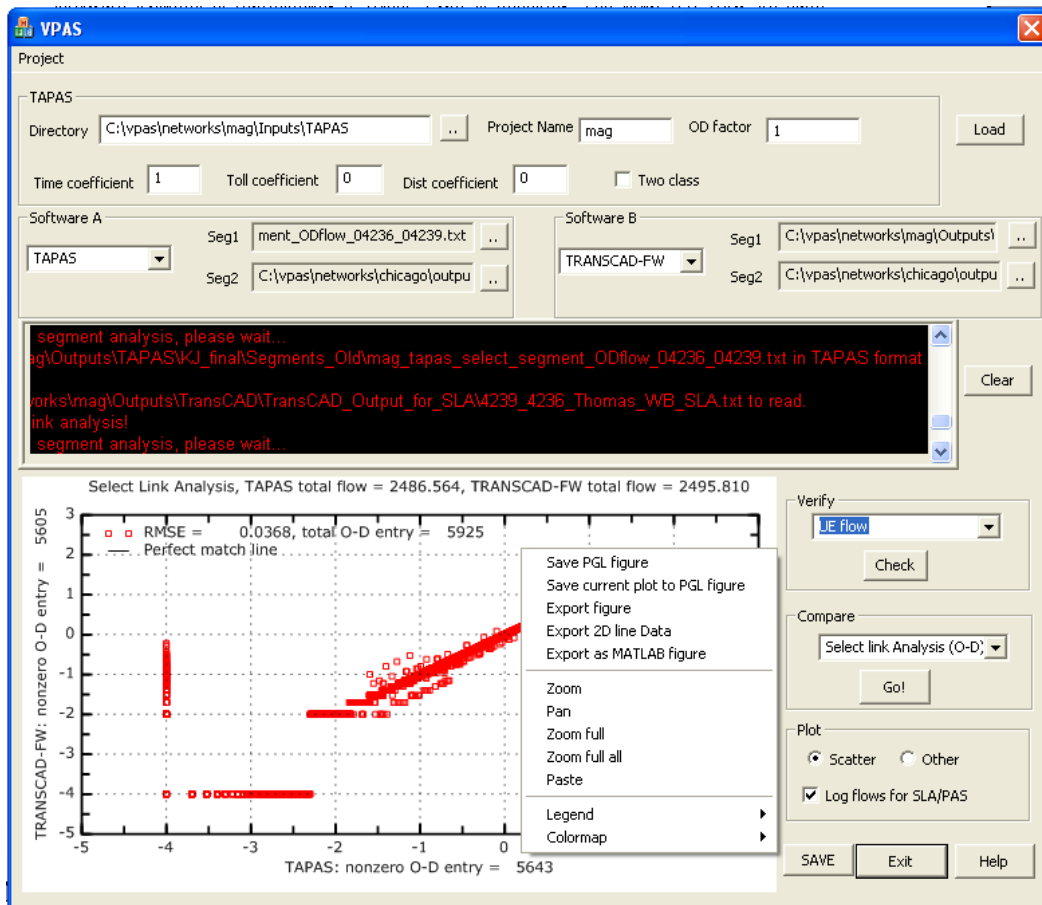 VPAS
Project
TAPAS
Directory C:\vpas\networks\mag\Inputs\TAPAS .. Project Name mag OD factor 1 Load
Time coefficient 1 Toll coefficient 0 Dist coefficient 0 Two class
Software A
TAPAS
Seg1 ment_ODflow_04236_04239.txt ..
Seg2 C:\vpas\networks\chicago\outpu ..
Software B
TRANSCAD-FW
Seg1 C:\vpas\networks\mag\Outputs\ ..
Seg2 C:\vpas\networks\chicago\outpu ..
segment analysis, please wait...
ag\Outputs\TAPAS\KJ_final\Segments_Old\mag_tapas_select_segment_ODflow_04236_04239.txt in TAPAS format
orks\mag\Outputs\TransCAD\TransCAD_Output_for_SLA\4239_4236_Thomas_WB_SLA.txt to read.
ink analysis!
segment analysis, please wait...
Clear
Select Link Analysis, TAPAS total flow = 2486.564, TRANSCAD-FW total flow = 2495.810
TRANSCAD-FW: nonzero O-D entry = 5605
3
2
1
0
-1
-2
-3
-4
-5
RMSE = 0.0368, total O-D entry = 5925
Perfect match line
-5 -4 -3 -2 -1 0
TAPAS: nonzero O-D entry = 5643
Save PGL figure
Save current plot to PGL figure
Export figure
Export 2D line Data
Export as MATLAB figure
Zoom
Pan
Zoom full
Zoom full all
Paste
Legend
Colormap
Verify
UE flow
Check
Compare
Select link Analysis (O-D)
Go!
Plot
Scatter Other
Log flows for SLA/PAS
SAVE Exit Help